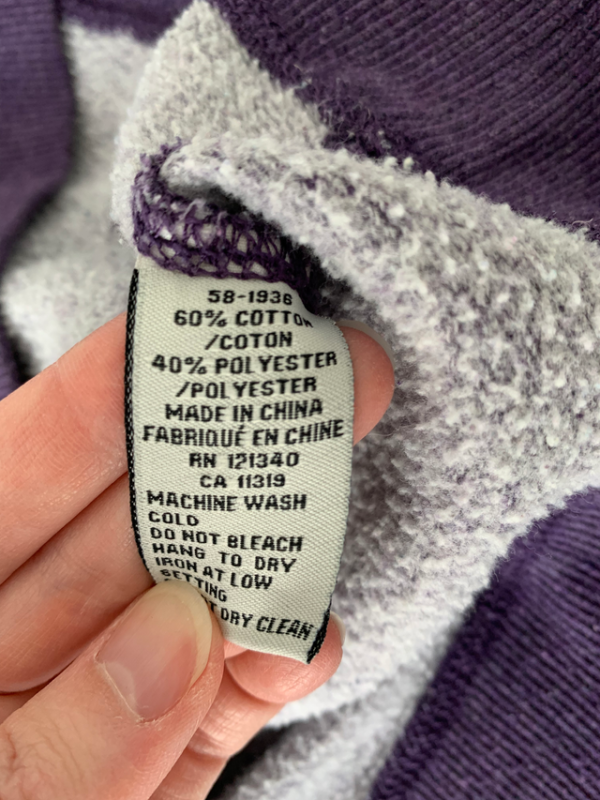 58-1936
60% COTTON
/COTON
40% POLYESTER
/POLYESTER
MADE IN CHINA
FABRIQUÉ EN CHINE
RN 121340
CA 11319
MACHINE WASH
COLD
DO NOT BLEACH
HANG TO DRY
IRON AT LOW
SETTING
DRY CLEAN